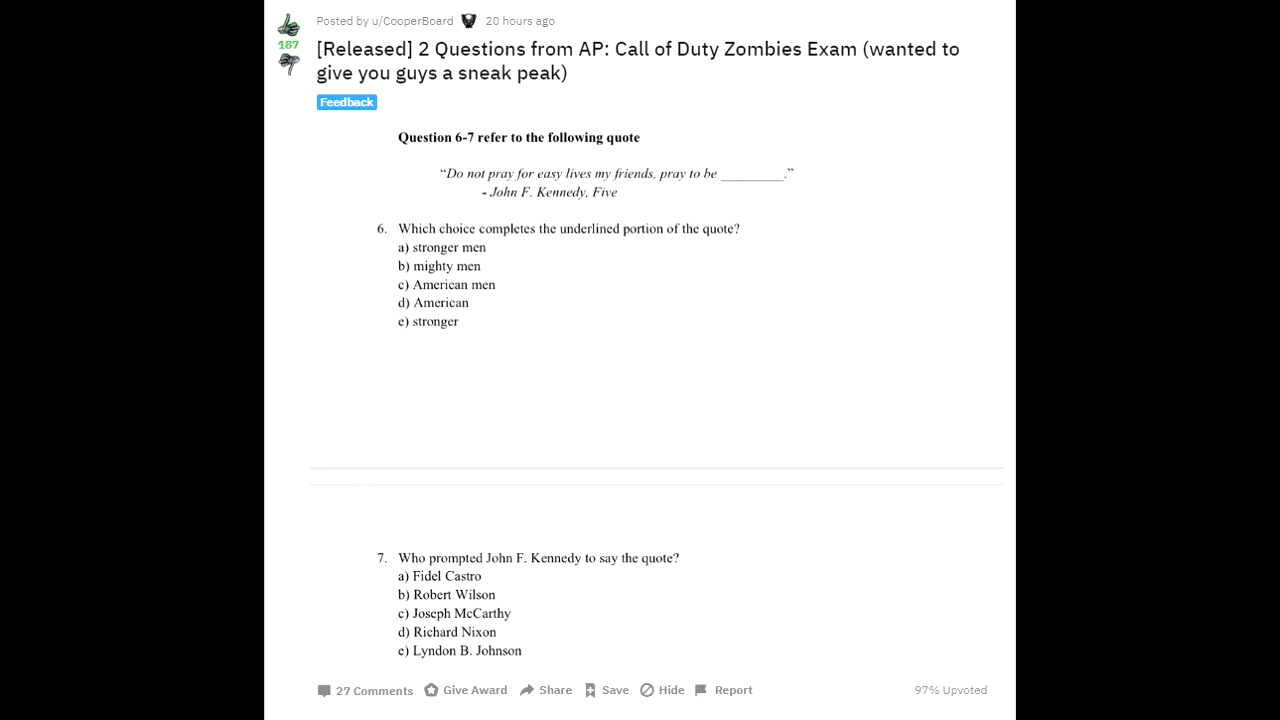 Posted by u/CooperBoard 20 hours ago
187
[Released] 2 Questions from AP: Call of Duty Zombies Exam (wanted to
give you guys a sneak peak)
Feedback
Question 6-7 refer to the following quote
“Do not pray for easy lives my friends, pray to be _________.”
- John F. Kennedy, Five
6. Which choice completes the underlined portion of the quote?
a) stronger men
b) mighty men
c) American men
d) American
e) stronger
7. Who prompted John F. Kennedy to say the quote?
a) Fidel Castro
b) Robert Wilson
c) Joseph McCarthy
d) Richard Nixon
e) Lyndon B. Johnson
27 Comments Give Award Share Save Hide Report 97% Upvoted